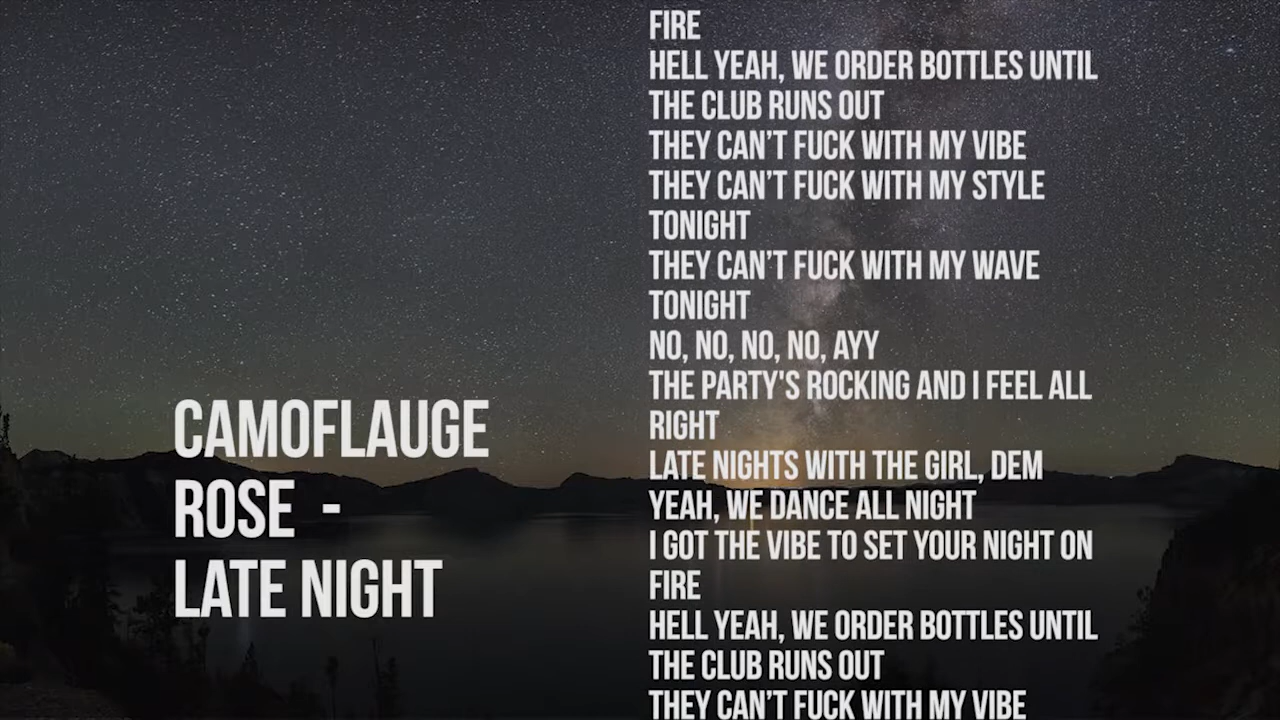 CAMOFLAUGE
ROSE -
LATE NIGHT
FIRE
HELL YEAH, WE ORDER BOTTLES UNTIL
THE CLUB RUNS OUT
THEY CAN’T FUCK WITH MY VIBE
THEY CAN’T FUCK WITH MY STYLE
TONIGHT
THEY CAN’T FUCK WITH MY WAVE
TONIGHT
NO, NO, NO, NO, AYY
THE PARTY'S ROCKING AND I FEEL ALL
RIGHT
LATE NIGHTS WITH THE GIRL, DEM
YEAH, WE DANCE ALL NIGHT
I GOT THE VIBE TO SET YOUR NIGHT ON
FIRE
HELL YEAH, WE ORDER BOTTLES UNTIL
THE CLUB RUNS OUT
THEY CAN’T FUCK WITH MY VIBE